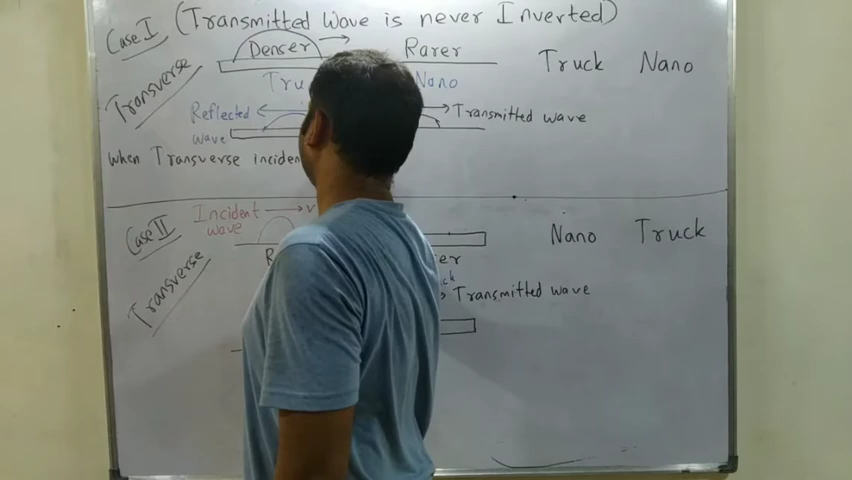 Case I (Transmitted wave is never Inverted)
Denser Rarer
Transverse
Truck Nano
Nano
Reflected wave
Transmitted wave
when Transverse
Case II
Incident wave
V
Nano Truck
Transverse
Transmitted wave